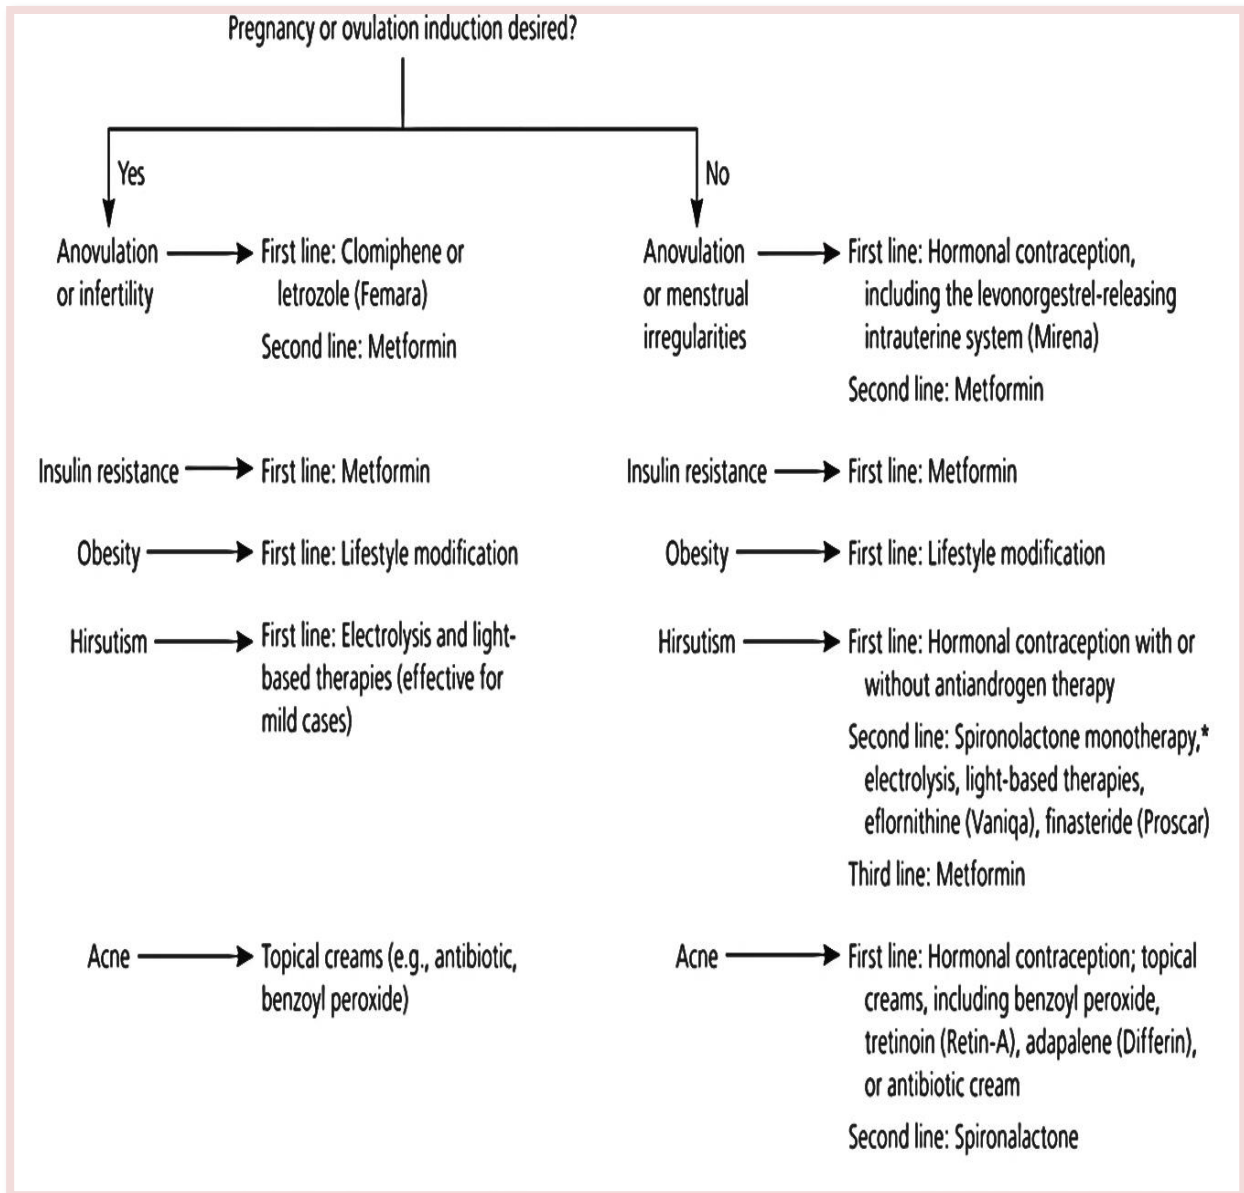 Pregnancy or ovulation induction desired?
Yes
Anovulation
or infertility
First line: Clomiphene or
letrozole (Femara)
Second line: Metformin
Insulin resistance
First line: Metformin
Obesity
First line: Lifestyle modification
Hirsutism
First line: Electrolysis and light-
based therapies (effective for
mild cases)
Acne
Topical creams (e.g., antibiotic,
benzoyl peroxide)
No
Anovulation
or menstrual
irregularities
First line: Hormonal contraception,
including the levonorgestrel-releasing
intrauterine system (Mirena)
Second line: Metformin
Insulin resistance
First line: Metformin
Obesity
First line: Lifestyle modification
Hirsutism
First line: Hormonal contraception with or
without antiandrogen therapy
Second line: Spironolactone monotherapy,*
electrolysis, light-based therapies,
eflornithine (Vaniqa), finasteride (Proscar)
Third line: Metformin
Acne
First line: Hormonal contraception; topical
creams, including benzoyl peroxide,
tretinoin (Retin-A), adapalene (Differin),
or antibiotic cream
Second line: Spironalactone